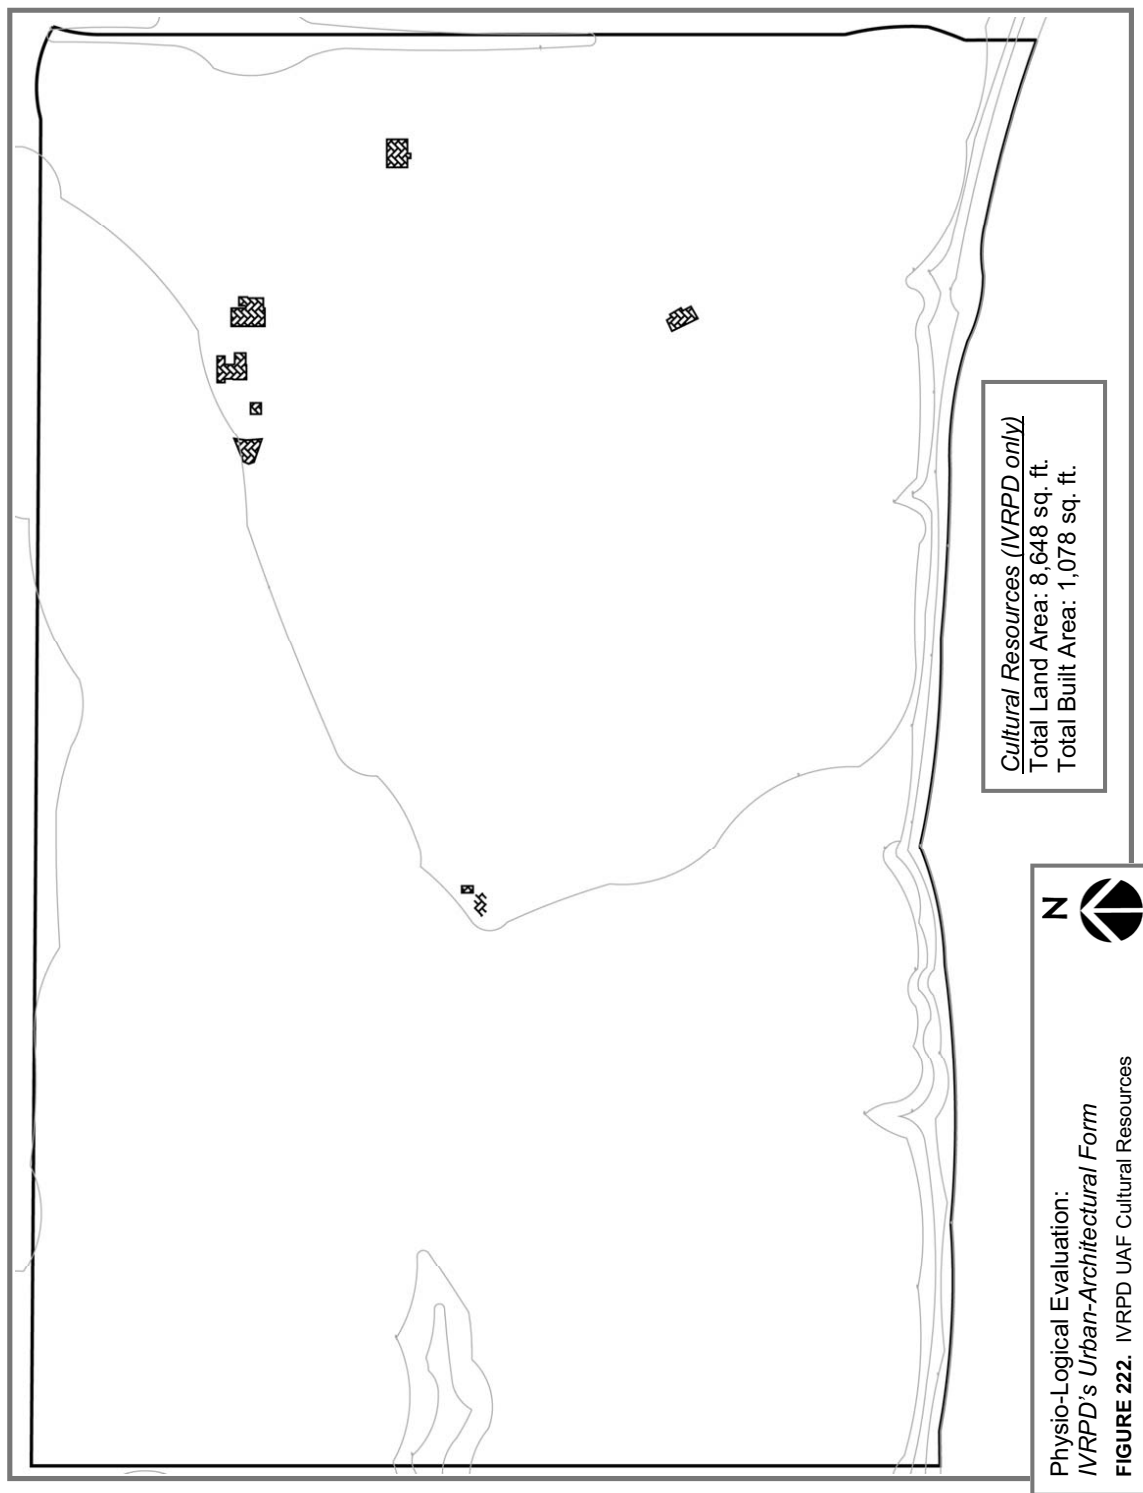 Cultural Resources (IVRPD only)
Total Land Area: 8,648 sq. ft.
Total Built Area: 1,078 sq. ft.
N
Physio-Logical Evaluation:
IVRPD's Urban-Architectural Form
FIGURE 222. IVRPD UAF Cultural Resources